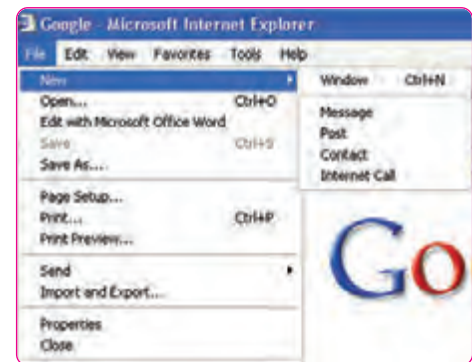 Google - Microsoft Internet Explorer
File Edit View Favorites Tools Help
New
Window Ctrl+N
Open... Ctrl+O
Message
Edit with Microsoft Office Word
Post
Save Ctrl+S
Contact
Save As...
Internet Call
Page Setup...
Print... Ctrl+P
Print Preview...
Go
Send
Import and Export...
Properties
Close